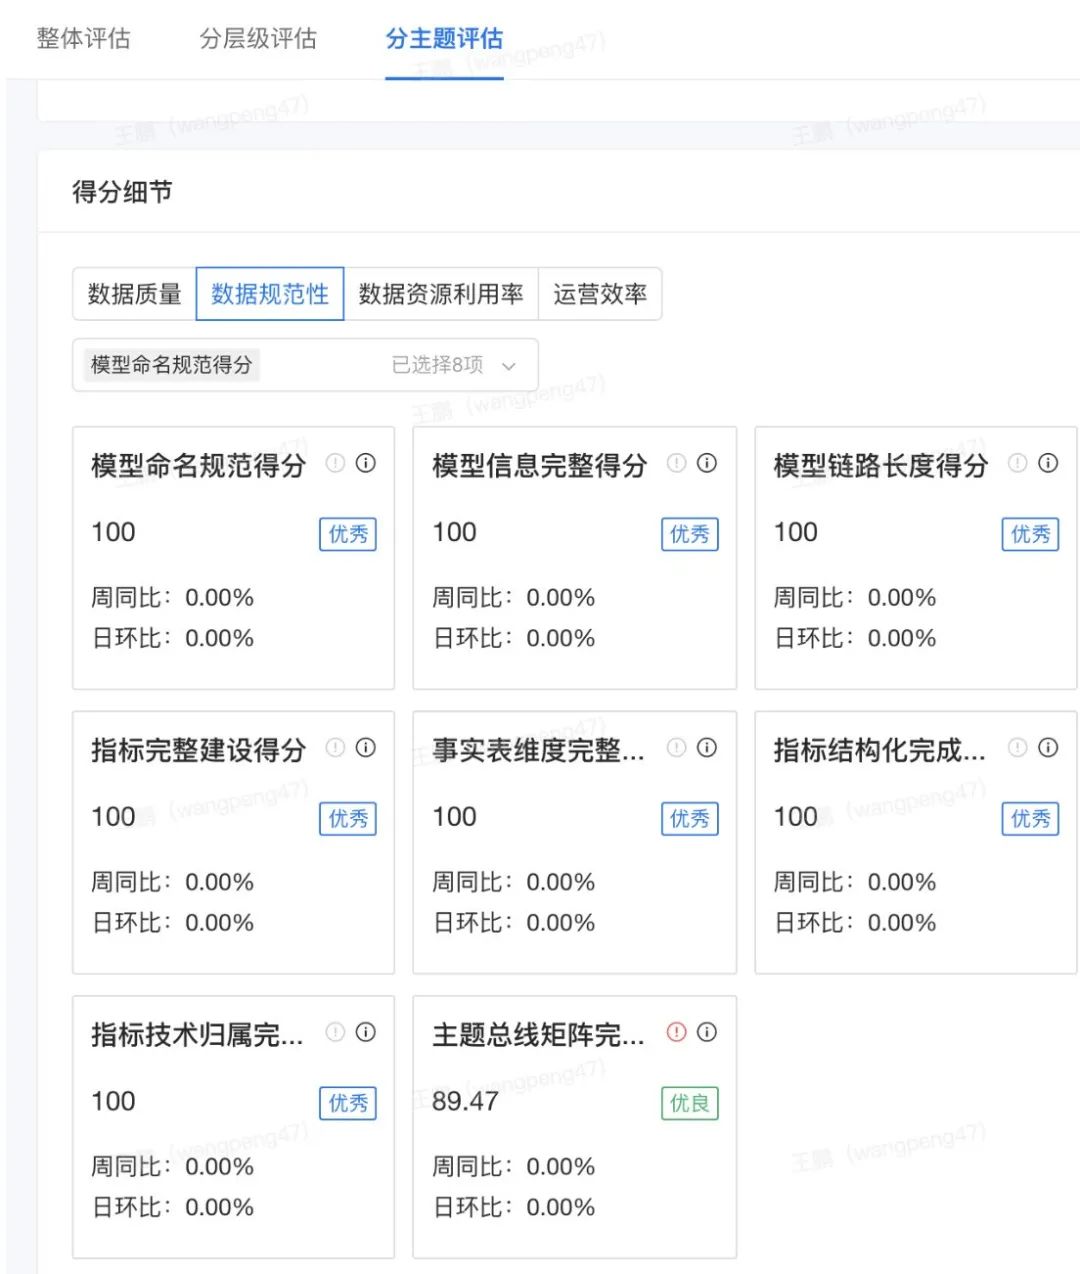 整体评估 分层级评估 分主题评估
得分细节
数据质量 数据规范性 数据资源利用率 运营效率
模型命名规范得分 已选择8项
模型命名规范得分 模型信息完整得分 模型链路长度得分
100 优秀 100 优秀 100 优秀
周同比：0.00% 周同比：0.00% 周同比：0.00%
日环比：0.00% 日环比：0.00% 日环比：0.00%
指标完整建设得分 事实表维度完整... 指标结构化完成...
100 优秀 100 优秀 100 优秀
周同比：0.00% 周同比：0.00% 周同比：0.00%
日环比：0.00% 日环比：0.00% 日环比：0.00%
指标技术归属完... 主题总线矩阵完...
100 优秀 89.47 优良
周同比：0.00% 周同比：0.00%
日环比：0.00% 日环比：0.00%
王鹏（wangpeng47）